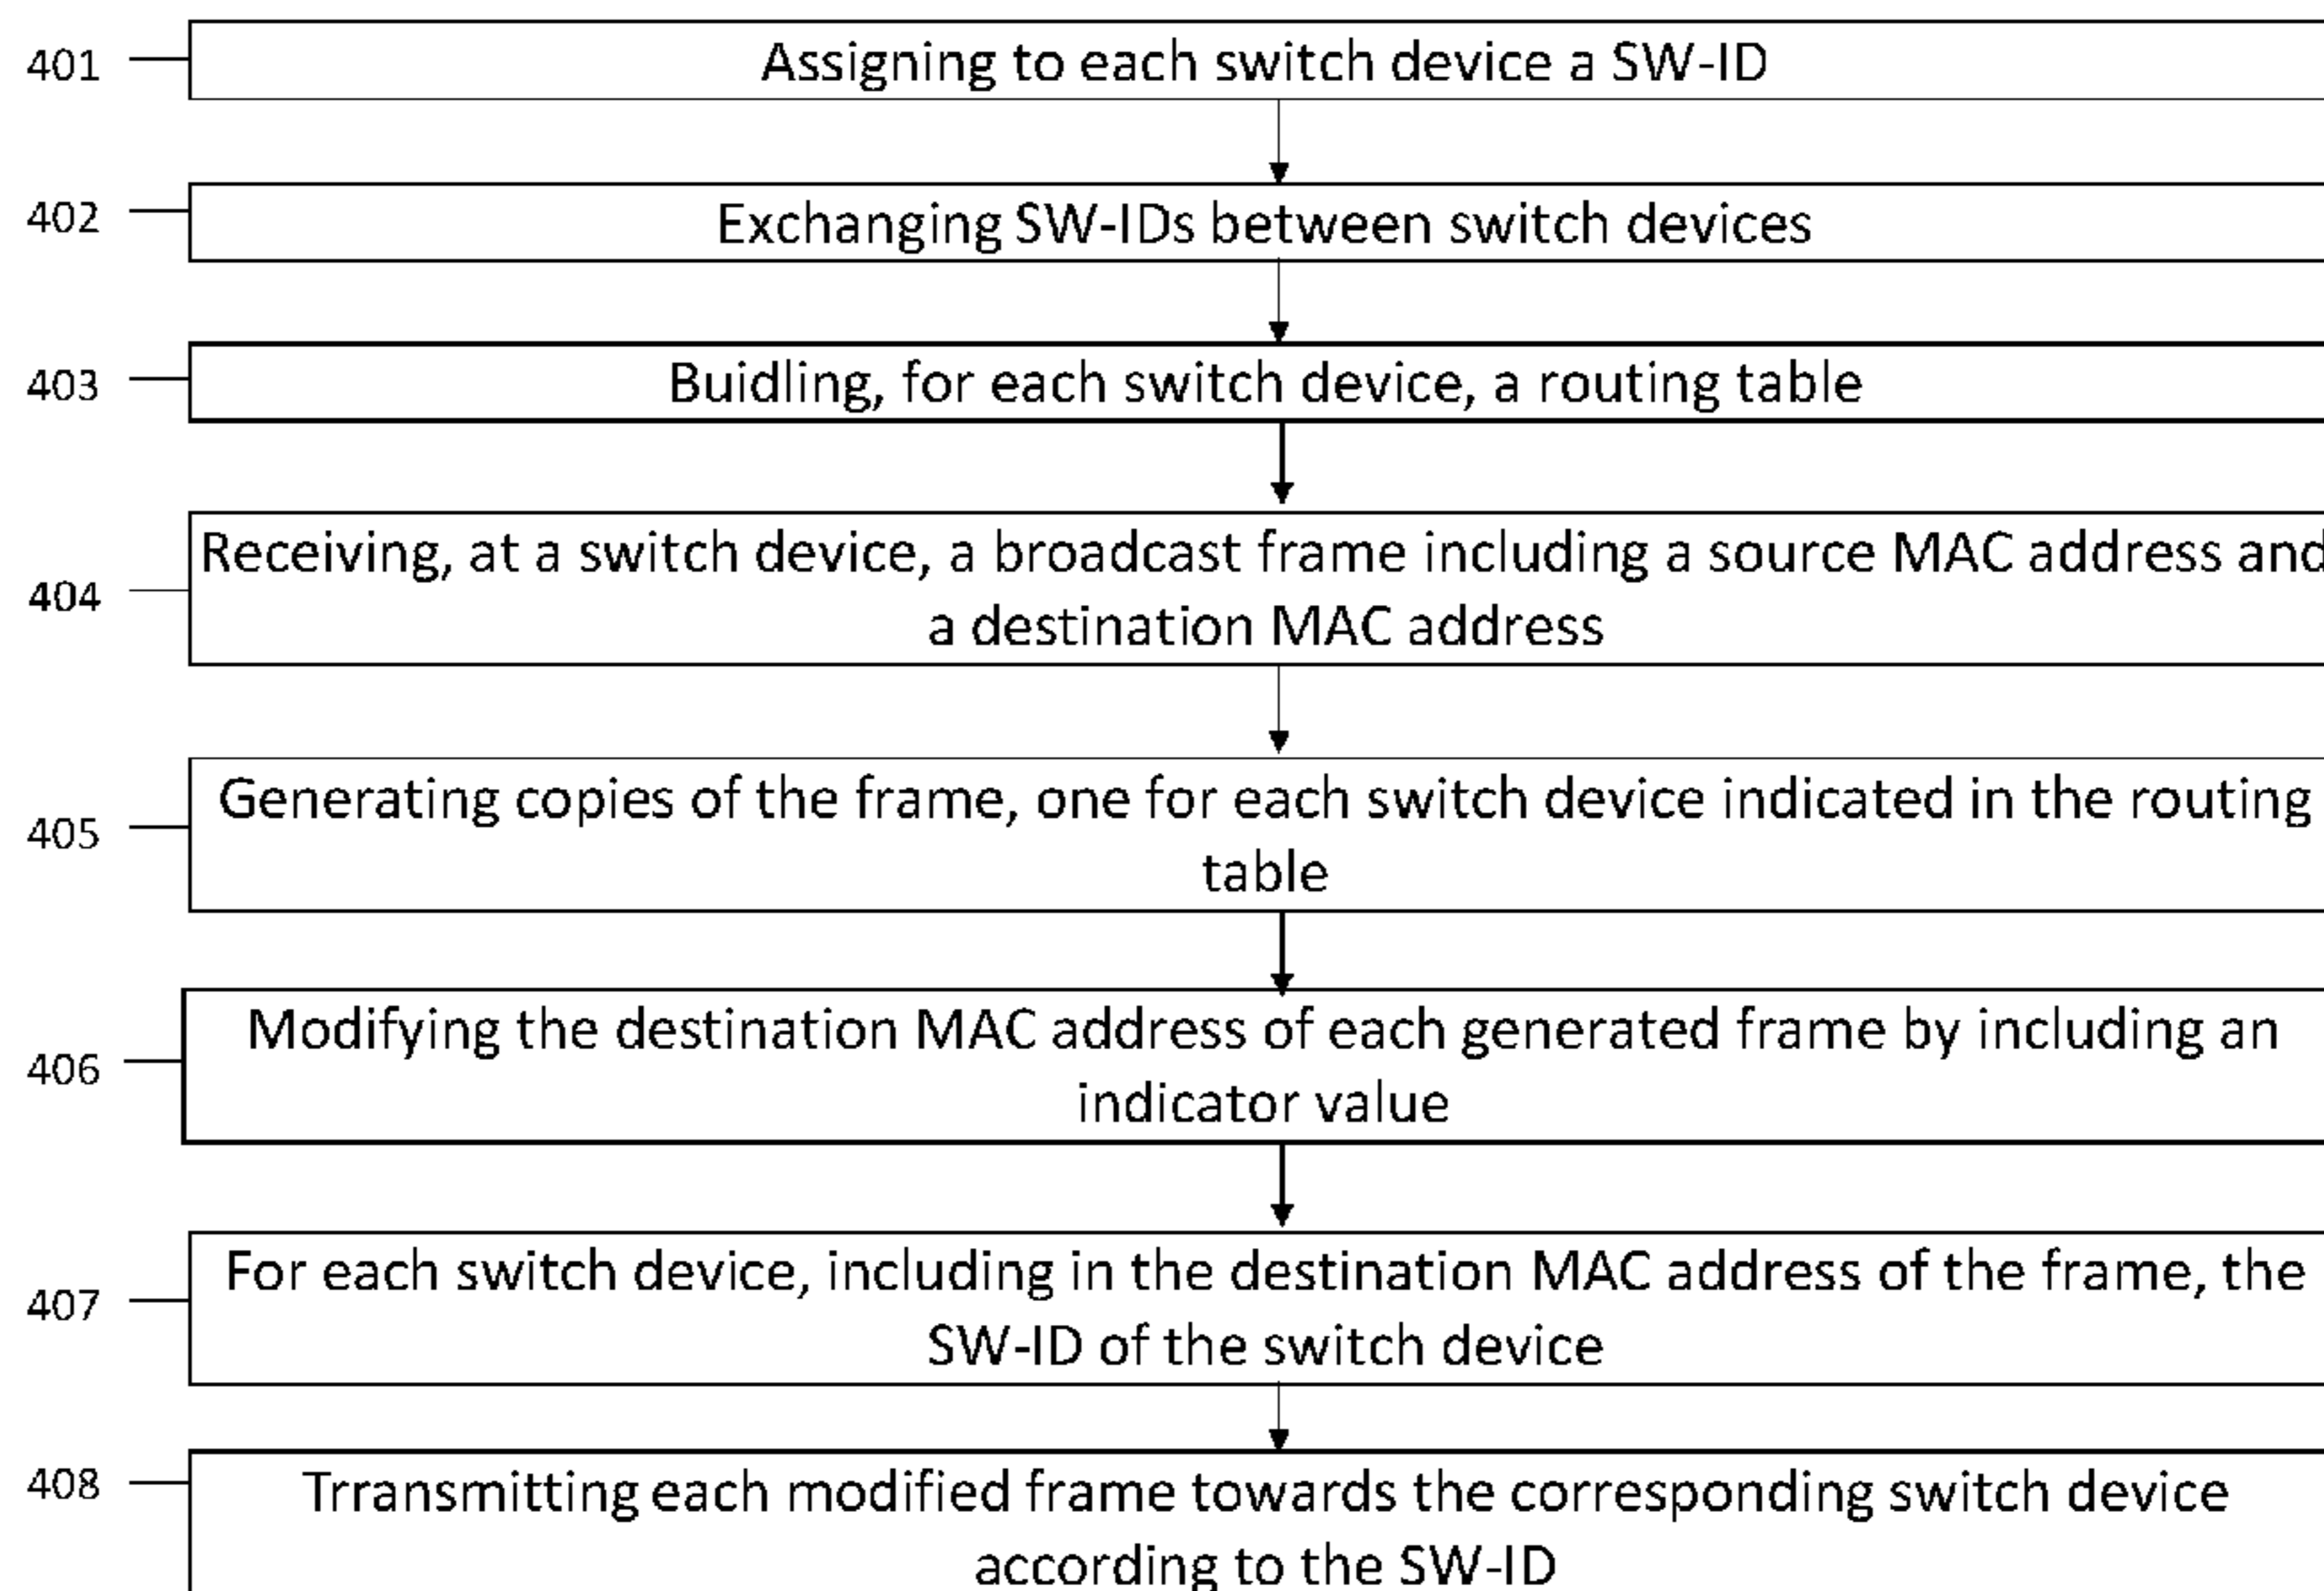 401
Assigning to each switch device a SW-ID
402
Exchanging SW-IDs between switch devices
403
Buidling, for each switch device, a routing table
404
Receiving, at a switch device, a broadcast frame including a source MAC address and
a destination MAC address
405
Generating copies of the frame, one for each switch device indicated in the routing
table
406
Modifying the destination MAC address of each generated frame by including an
indicator value
407
For each switch device, including in the destination MAC address of the frame, the
SW-ID of the switch device
408
Trransmitting each modified frame towards the corresponding switch device
according to the SW-ID